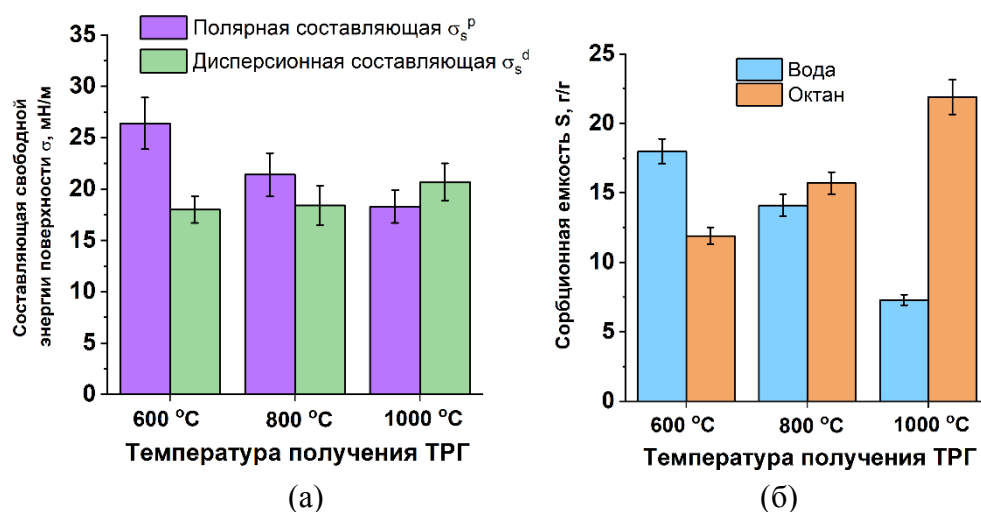 Полярная составляющая σₛᵖ
Дисперсионная составляющая σₛᵈ
Составляющая свободной
энергии поверхности σ, мН/м
35
30
25
20
15
10
5
0
600 °C
800 °C
1000 °C
Температура получения ТРГ
(а)
Вода
Октан
Сорбционная емкость S, г/г
25
20
15
10
5
0
600 °C
800 °C
1000 °C
Температура получения ТРГ
(б)